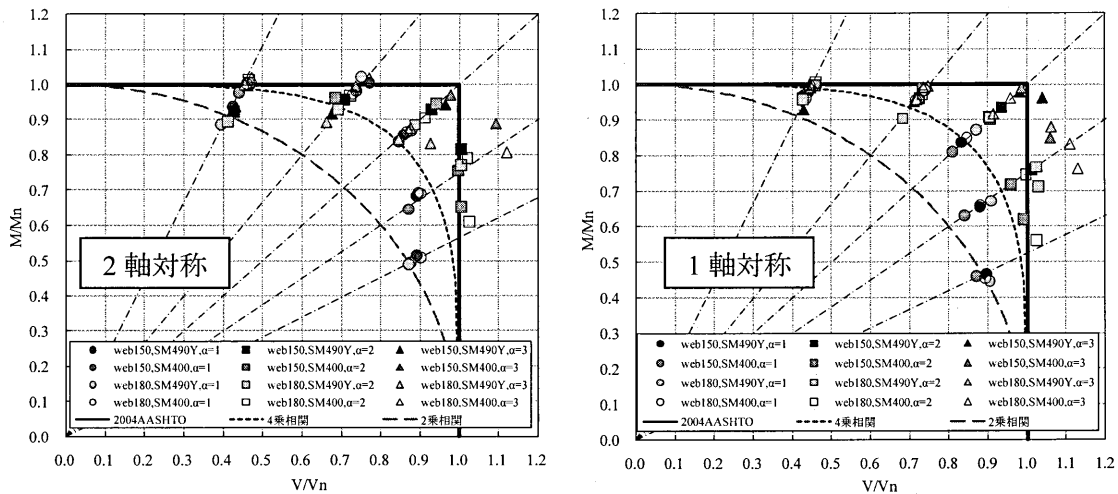 1.2
1.1
1.0
0.9
0.8
0.7
0.6
0.5
0.4
0.3
0.2
0.1
0.0
M/Mn
2軸対称
web150,SM490Y,α=1
web150,SM490Y,α=2
web150,SM490Y,α=3
web150,SM400,α=1
web150,SM400,α=2
web150,SM400,α=3
web180,SM490Y,α=1
web180,SM490Y,α=2
web180,SM490Y,α=3
web180,SM400,α=1
web180,SM400,α=2
web180,SM400,α=3
2004AASHTO
4乗相関
2乗相関
0.0 0.1 0.2 0.3 0.4 0.5 0.6 0.7 0.8 0.9 1.0 1.1 1.2
V/Vn
1.2
1.1
1.0
0.9
0.8
0.7
0.6
0.5
0.4
0.3
0.2
0.1
0.0
M/Mn
1軸対称
web150,SM490Y,α=1
web150,SM490Y,α=2
web150,SM490Y,α=3
web150,SM400,α=1
web150,SM400,α=2
web150,SM400,α=3
web180,SM490Y,α=1
web180,SM490Y,α=2
web180,SM490Y,α=3
web180,SM400,α=1
web180,SM400,α=2
web180,SM400,α=3
2004AASHTO
4乗相関
2乗相関
0.0 0.1 0.2 0.3 0.4 0.5 0.6 0.7 0.8 0.9 1.0 1.1 1.2
V/Vn